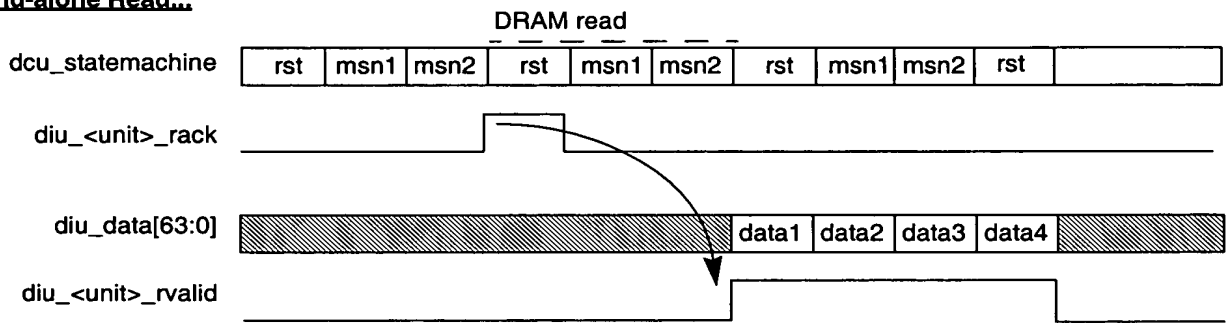 Read...
DRAM read
dcu_statemachine rst msn1 msn2 rst msn1 msn2 rst msn1 msn2 rst
diu_<unit>_rack
diu_data[63:0] data1 data2 data3 data4
diu_<unit>_rvalid